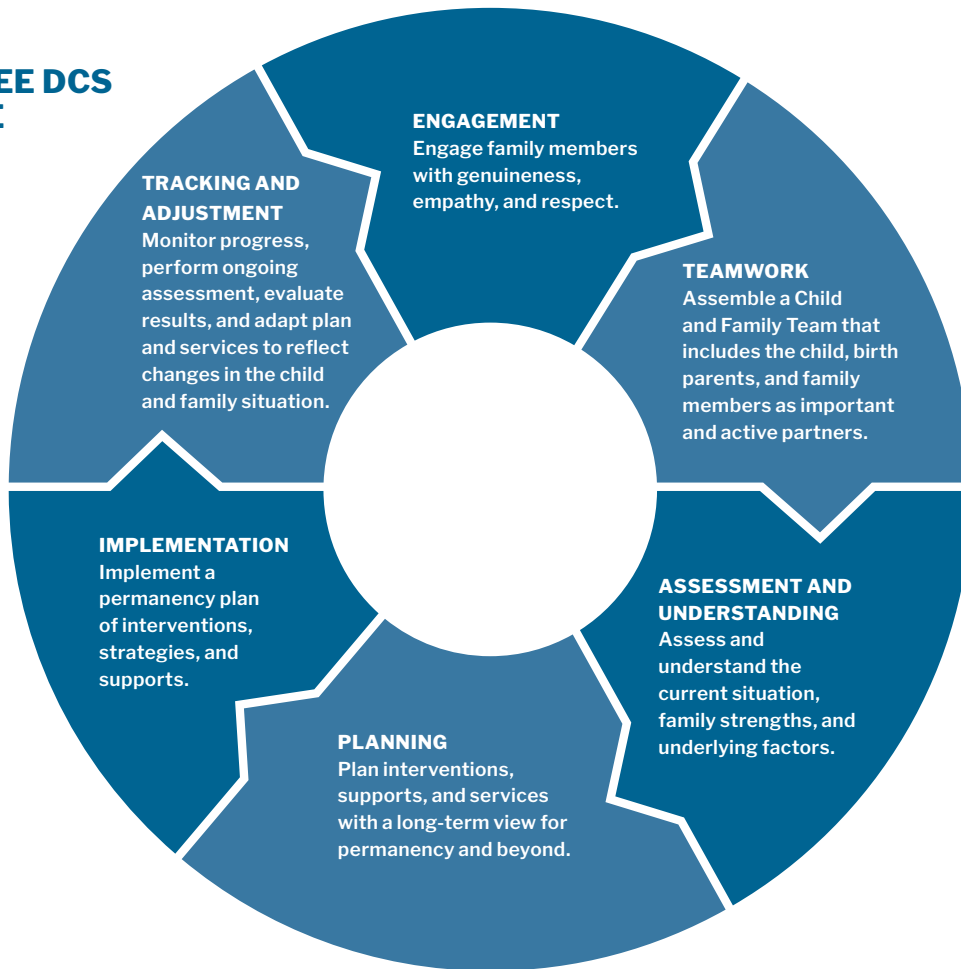 DCS
ENGAGEMENT
Engage family members
with genuineness,
empathy, and respect.
TEAMWORK
Assemble a Child
and Family Team that
includes the child, birth
parents, and family
members as important
and active partners.
ASSESSMENT AND
UNDERSTANDING
Assess and
understand the
current situation,
family strengths, and
underlying factors.
PLANNING
Plan interventions,
supports, and services
with a long-term view for
permanency and beyond.
IMPLEMENTATION
Implement a
permanency plan
of interventions,
strategies, and
supports.
TRACKING AND
ADJUSTMENT
Monitor progress,
perform ongoing
assessment, evaluate
results, and adapt plan
and services to reflect
changes in the child
and family situation.